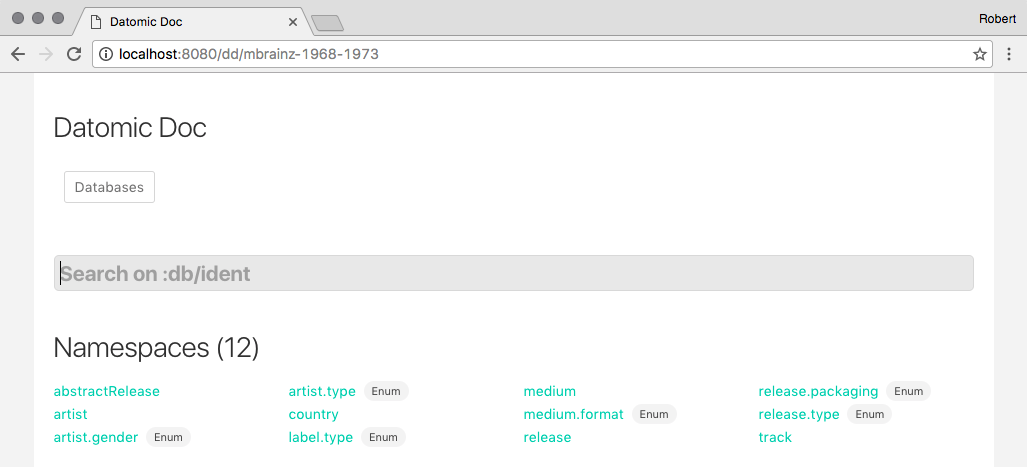 Datomic Doc
Robert
localhost:8080/dd/mbrainz-1968-1973
Datomic Doc
Databases
Search on :db/ident
Namespaces (12)
abstractRelease artist.type Enum medium release.packaging Enum
artist country medium.format Enum release.type Enum
artist.gender Enum label.type Enum release track